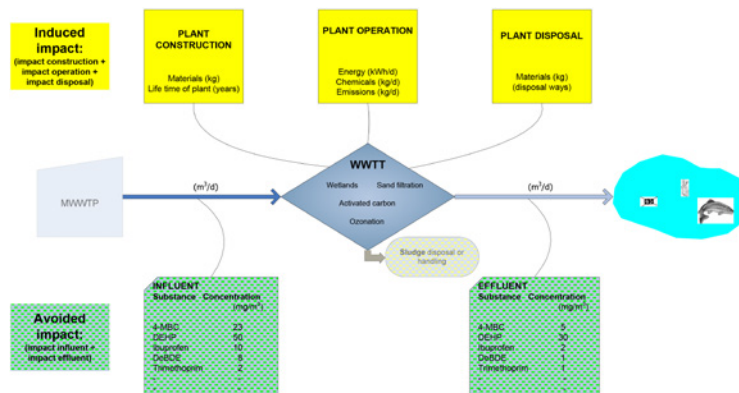 Induced
impact:
(impact construction +
impact operation +
impact disposal)
PLANT
CONSTRUCTION
Materials (kg)
Life time of plant (years)
PLANT OPERATION
Energy (kWh/d)
Chemicals (kg/d)
Emissions (kg/d)
PLANT DISPOSAL
Materials (kg)
(disposal ways)
MWWTP
(m³/d)
WWTT
Wetlands Sand filtration
Activated carbon
Ozonation
(m³/d)
Sludge disposal or
handling
Avoided
impact:
(impact influent +
impact effluent)
INFLUENT
Substance Concentration
(mg/m³)
4-MBC 23
DEHP 50
Ibuprofen 10
DeBDE 8
Trimethoprim 2
- -
- -
EFFLUENT
Substance Concentration
(mg/m³)
4-MBC 5
DEHP 30
Ibuprofen 2
DeBDE 1
Trimethoprim 1
- -
- -